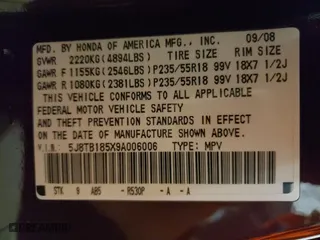 MFD. BY HONDA OF AMERICA MFG., INC. 09/08
GVWR 2220KG(4894LBS) TIRE SIZE RIM SIZE
GAWR F 1155KG(2546LBS)P235/55R18 99V 18X7 1/2J
GAWR R 1080KG(2381LBS)P235/55R18 99V 18X7 1/2J
THIS VEHICLE CONFORMS TO ALL APPLICABLE
FEDERAL MOTOR VEHICLE SAFETY
AND THEFT PREVENTION STANDARDS IN EFFECT
ON THE DATE OF MANUFACTURE SHOWN ABOVE.
V.I.N.: 5J8TB185X9A006006 TYPE: MPV
STK 9 AB5 - R530P - A - A